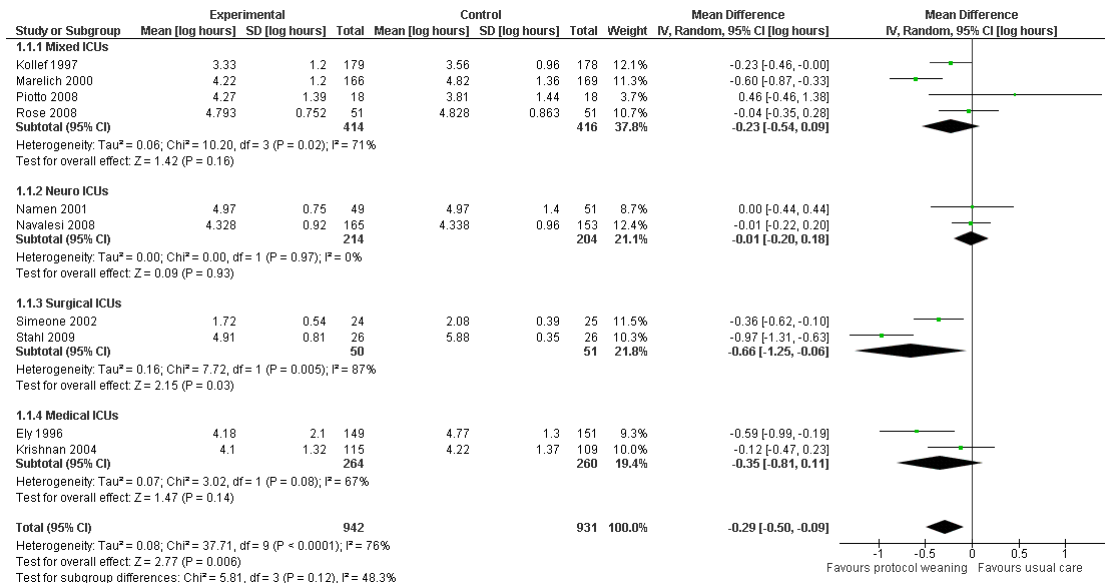 Experimental Control Mean Difference Mean Difference
Study or Subgroup Mean [log hours] SD [log hours] Total Mean [log hours] SD [log hours] Total Weight IV, Random, 95% CI [log hours] IV, Random, 95% CI [log hours]
1.1.1 Mixed ICUs
Kollef 1997 3.33 1.2 179 3.56 0.96 178 12.1% -0.23 [-0.46, -0.00]
Marelich 2000 4.22 1.2 166 4.82 1.36 169 11.3% -0.60 [-0.87, -0.33]
Piotto 2008 4.27 1.39 18 3.81 1.44 18 3.7% 0.46 [-0.46, 1.38]
Rose 2008 4.793 0.752 51 4.828 0.863 51 10.7% -0.04 [-0.35, 0.28]
Subtotal (95% CI) 414 416 37.8% -0.23 [-0.54, 0.09]
Heterogeneity: Tau² = 0.06; Chi² = 10.20, df = 3 (P = 0.02); I² = 71%
Test for overall effect: Z = 1.42 (P = 0.16)
1.1.2 Neuro ICUs
Namen 2001 4.97 0.75 49 4.97 1.4 51 8.7% 0.00 [-0.44, 0.44]
Navalesi 2008 4.328 0.92 165 4.338 0.96 153 12.4% -0.01 [-0.22, 0.20]
Subtotal (95% CI) 214 204 21.1% -0.01 [-0.20, 0.18]
Heterogeneity: Tau² = 0.00; Chi² = 0.00, df = 1 (P = 0.97); I² = 0%
Test for overall effect: Z = 0.09 (P = 0.93)
1.1.3 Surgical ICUs
Simeone 2002 1.72 0.54 24 2.08 0.39 25 11.5% -0.36 [-0.62, -0.10]
Stahl 2009 4.91 0.81 26 5.88 0.35 26 10.3% -0.97 [-1.31, -0.63]
Subtotal (95% CI) 50 51 21.8% -0.66 [-1.25, -0.06]
Heterogeneity: Tau² = 0.16; Chi² = 7.72, df = 1 (P = 0.005); I² = 87%
Test for overall effect: Z = 2.15 (P = 0.03)
1.1.4 Medical ICUs
Ely 1996 4.18 2.1 149 4.77 1.3 151 9.3% -0.59 [-0.99, -0.19]
Krishnan 2004 4.1 1.32 115 4.22 1.37 109 10.0% -0.12 [-0.47, 0.23]
Subtotal (95% CI) 264 260 19.4% -0.35 [-0.81, 0.11]
Heterogeneity: Tau² = 0.07; Chi² = 3.02, df = 1 (P = 0.08); I² = 67%
Test for overall effect: Z = 1.47 (P = 0.14)
Total (95% CI) 942 931 100.0% -0.29 [-0.50, -0.09]
Heterogeneity: Tau² = 0.08; Chi² = 37.71, df = 9 (P < 0.0001); I² = 76%
Test for overall effect: Z = 2.77 (P = 0.006)
Test for subgroup differences: Chi² = 5.81, df = 3 (P = 0.12), I² = 48.3%
-1 -0.5 0 0.5 1
Favours protocol weaning Favours usual care